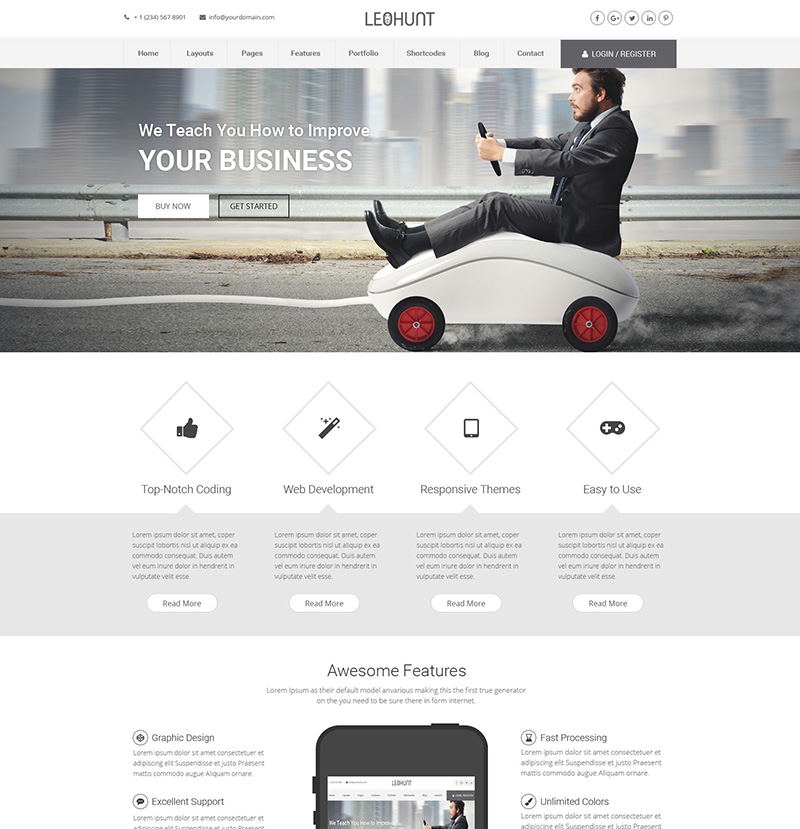 + 1 (234) 567 8901 info@yourdomain.com LEOHUNT
Home Layouts Pages Features Portfolio Shortcodes Blog Contact LOGIN / REGISTER
We Teach You How to Improve
YOUR BUSINESS
BUY NOW GET STARTED
Top-Notch Coding Web Development Responsive Themes Easy to Use
Lorem ipsum dolor sit amet, coper
suscipit lobortis nisl ut aliquip ex ea
commodo consequat. Duis autem
vel eum iriure dolor in hendrerit in
vulputate velit esse.
Read More
Lorem ipsum dolor sit amet, coper
suscipit lobortis nisl ut aliquip ex ea
commodo consequat. Duis autem
vel eum iriure dolor in hendrerit in
vulputate velit esse.
Read More
Lorem ipsum dolor sit amet, coper
suscipit lobortis nisl ut aliquip ex ea
commodo consequat. Duis autem
vel eum iriure dolor in hendrerit in
vulputate velit esse.
Read More
Lorem ipsum dolor sit amet, coper
suscipit lobortis nisl ut aliquip ex ea
commodo consequat. Duis autem
vel eum iriure dolor in hendrerit in
vulputate velit esse.
Read More
Awesome Features
Lorem Ipsum as their default model anvarious making this the first true generator
on the you need to be sure there in form internet.
Graphic Design
Lorem ipsum dolor sit amet consectetuer et
aliquet est Suspendisse et justo Praesent
mattis commodo Aliquam ornare.
Excellent Support
Lorem ipsum dolor sit amet consectetuer et
aliquet est Suspendisse et justo Praesent
LEOHUNT
We Teach You How to Improve
Fast Processing
Lorem ipsum dolor sit amet consectetuer et
aliquet est Suspendisse et justo Praesent
mattis commodo Aliquam ornare.
Unlimited Colors
Lorem ipsum dolor sit amet consectetuer et
aliquet est Suspendisse et justo Praesent